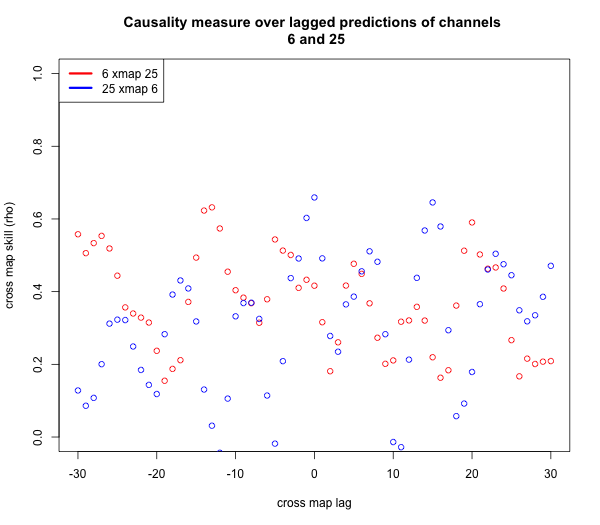 Causality measure over lagged predictions of channels
6 and 25
6 xmap 25
25 xmap 6
cross map skill (rho)
1.0
0.8
0.6
0.4
0.2
0.0
-30 -20 -10 0 10 20 30
cross map lag